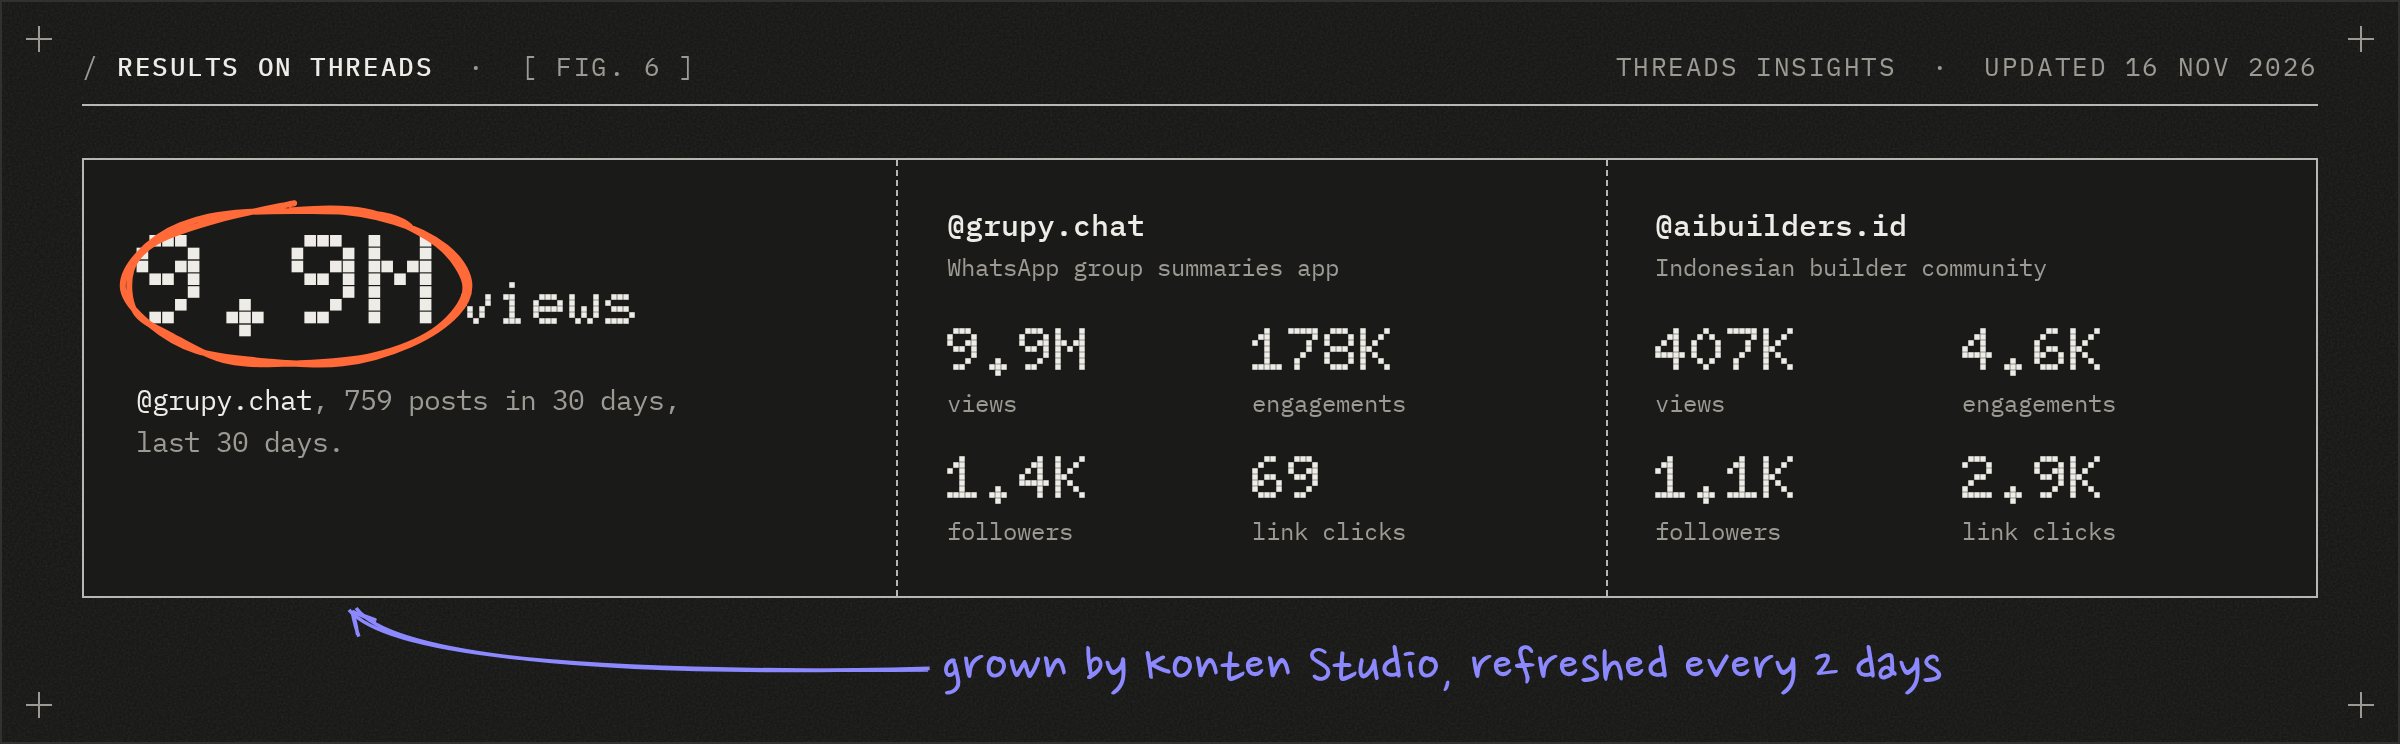 / RESULTS ON THREADS · [ FIG. 6 ]
THREADS INSIGHTS · UPDATED 16 NOV 2026
9.9M views
@grupy.chat, 759 posts in 30 days,
last 30 days.
@grupy.chat
WhatsApp group summaries app
9.9M 178K
views engagements
1.4K 69
followers link clicks
@aibuilders.id
Indonesian builder community
407K 4.6K
views engagements
1.1K 2.9K
followers link clicks
grown by Konten Studio, refreshed every 2 days